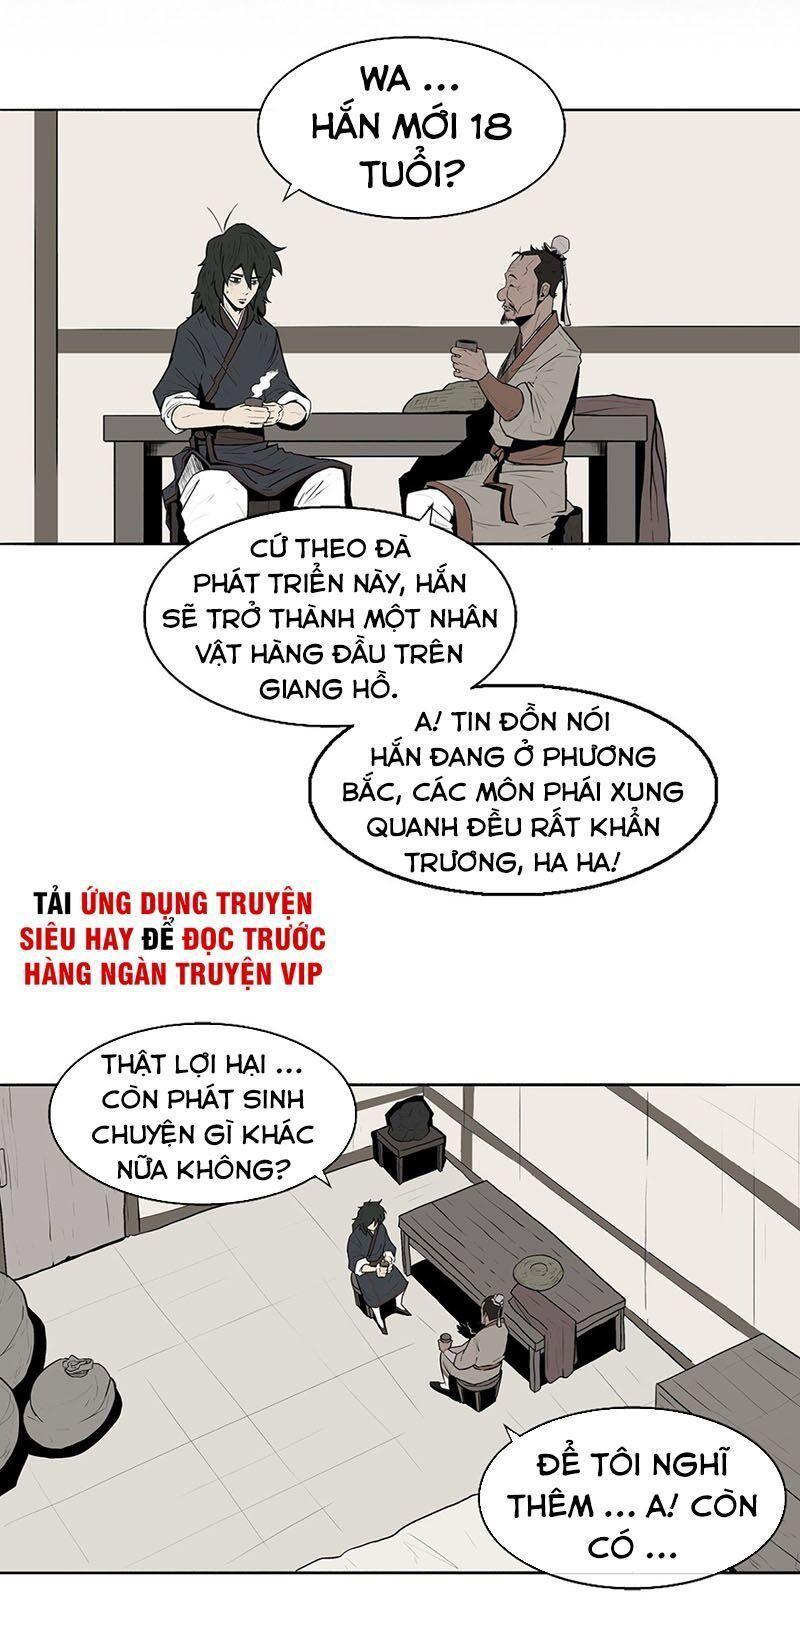 WA ...
HẮN MỚI 18
TUỔI?
CỨ THEO ĐÀ
PHÁT TRIỂN NÀY, HẮN
SẼ TRỞ THÀNH MỘT NHÂN
VẬT HÀNG ĐẦU TRÊN
GIANG HỒ.
A! TIN ĐỒN NÓI
HẮN ĐANG Ở PHƯƠNG
BẮC, CÁC MÔN PHÁI XUNG
QUANH ĐỀU RẤT KHẨN
TRƯƠNG, HA HA!
TẢI ỨNG DỤNG TRUYỆN
SIÊU HAY ĐỂ ĐỌC TRƯỚC
HÀNG NGÀN TRUYỆN VIP
THẬT LỢI HẠI ...
CÒN PHÁT SINH
CHUYỆN GÌ KHÁC
NỮA KHÔNG?
ĐỂ TÔI NGHĨ
THÊM ... A! CÒN
CÓ ...